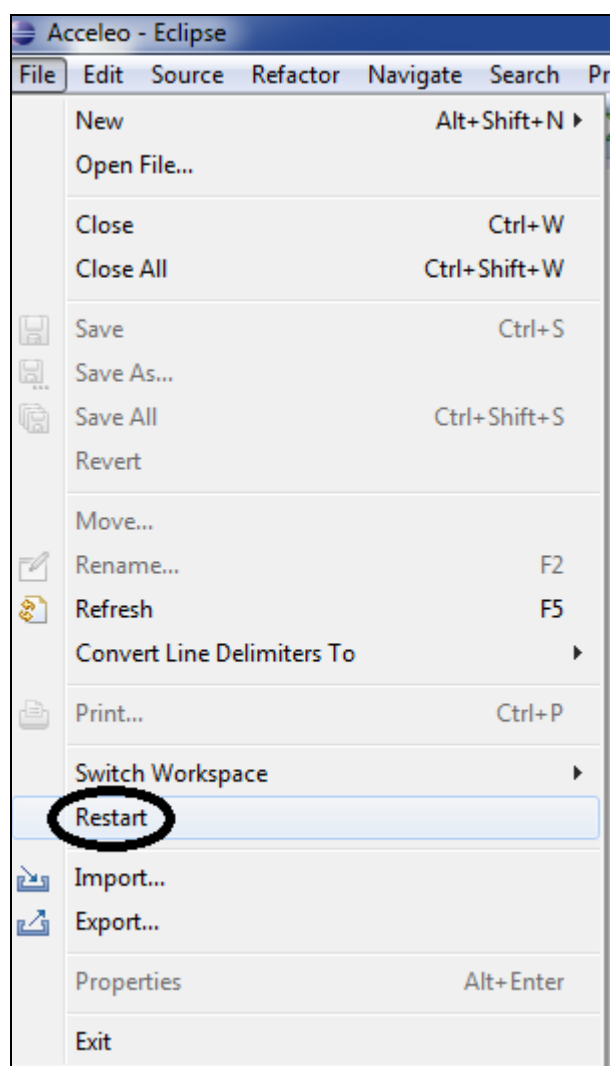 Acceleo - Eclipse
File Edit Source Refactor Navigate Search Pr
New Alt+Shift+N
Open File...
Close Ctrl+W
Close All Ctrl+Shift+W
Save Ctrl+S
Save As...
Save All Ctrl+Shift+S
Revert
Move...
Rename... F2
Refresh F5
Convert Line Delimiters To
Print... Ctrl+P
Switch Workspace
Restart
Import...
Export...
Properties Alt+Enter
Exit